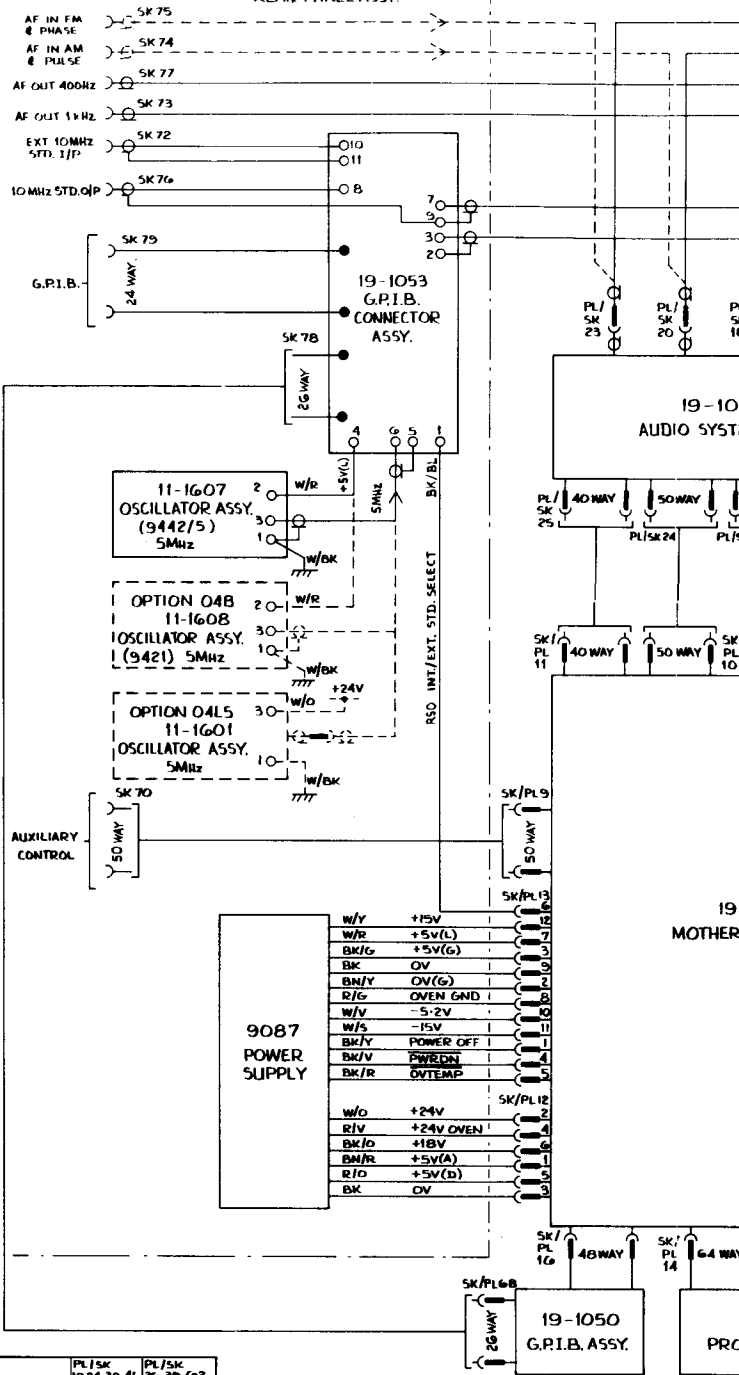 AF IN FM
& PHASE
SK 75
AF IN AM
& PULSE
SK 74
AF OUT 400Hz
SK 77
AF OUT 1kHz
SK 73
EXT 10MHz
STD. I/P
SK 72
10 MHz STD. O/P
SK 76
10
11
8
7
9
3
2
G.P.I.B.
SK 79
24 WAY.
19-1053
G.P.I.B.
CONNECTOR
ASSY.
SK 78
26 WAY
4
6
5
1
+5V(L)
5MHz
BK/BL
RSO INT./EXT. STD. SELECT
PL/
SK
23
PL/
SK
20
19-10
AUDIO SYST
PL/
SK
25
40 WAY
50 WAY
PL/SK 24
11-1607
OSCILLATOR ASSY.
(9442/5)
5MHz
2
3
1
W/R
W/BK
OPTION 04B
11-1608
OSCILLATOR ASSY.
(9421) 5MHz
2
3
1
W/R
W/BK
OPTION 04L5
11-1601
OSCILLATOR ASSY.
5MHz
3
1
W/O
+24V
W/BK
SK/
PL
11
40 WAY
50 WAY
SK
PL
10
AUXILIARY
CONTROL
SK 70
50 WAY
SK/PL 9
50 WAY
19
MOTHER
9087
POWER
SUPPLY
SK/PL 13
6
W/Y +15V 12
W/R +5V(L) 7
BK/G +5V(G) 3
BK 0V 9
BN/Y 0V(G) 2
R/G OVEN GND 8
W/V -5·2V 10
W/S -15V 11
BK/Y POWER OFF 1
BK/V PWRDN 4
BK/R OVTEMP 5
SK/PL12
W/O +24V 2
R/V +24V OVEN 4
BK/O +18V 6
BN/R +5V(A) 1
R/O +5V(D) 5
BK 0V 3
SK/
PL
16
48 WAY
SK/
PL
14
64 WAY
SK/PL68
26 WAY
19-1050
G.P.I.B. ASSY.
PRO
PL/SK
PL/SK